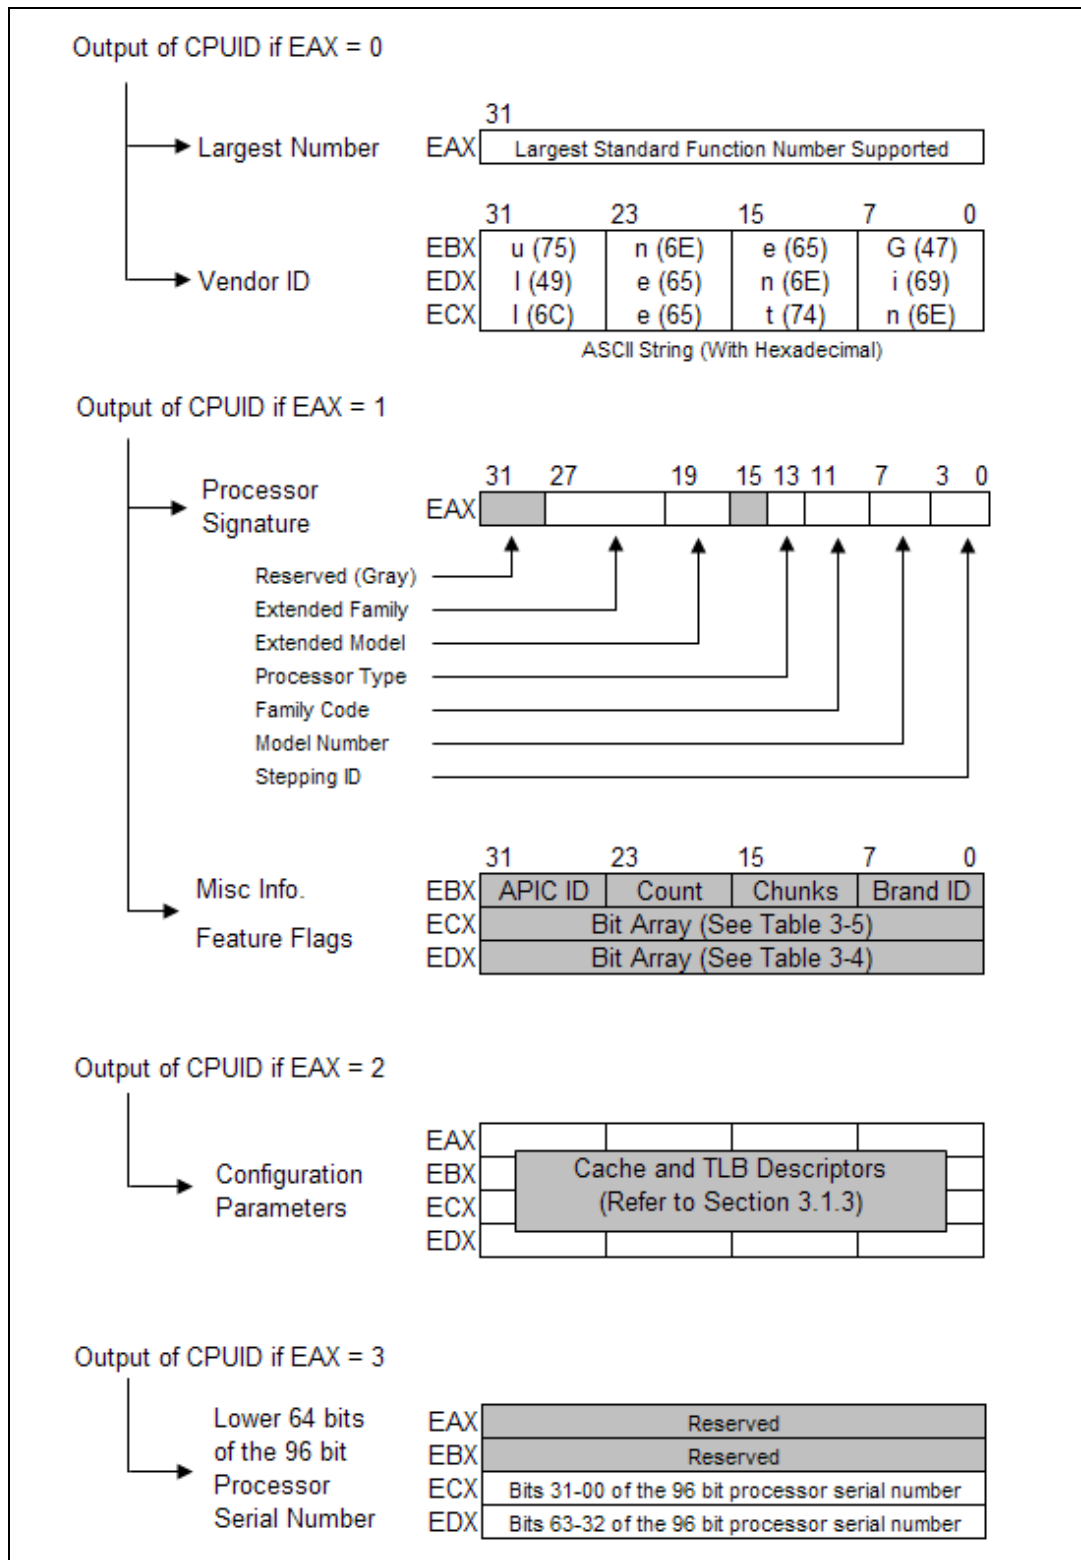 Output of CPUID if EAX = 0
31
Largest Number EAX Largest Standard Function Number Supported
31 23 15 7 0
EBX u (75) n (6E) e (65) G (47)
Vendor ID EDX I (49) e (65) n (6E) i (69)
ECX l (6C) e (65) t (74) n (6E)
ASCII String (With Hexadecimal)
Output of CPUID if EAX = 1
31 27 19 15 13 11 7 3 0
Processor
Signature EAX
Reserved (Gray)
Extended Family
Extended Model
Processor Type
Family Code
Model Number
Stepping ID
31 23 15 7 0
Misc Info. EBX APIC ID Count Chunks Brand ID
ECX Bit Array (See Table 3-5)
Feature Flags
EDX Bit Array (See Table 3-4)
Output of CPUID if EAX = 2
EAX
Configuration EBX Cache and TLB Descriptors
Parameters ECX (Refer to Section 3.1.3)
EDX
Output of CPUID if EAX = 3
Lower 64 bits EAX Reserved
of the 96 bit EBX Reserved
Processor ECX Bits 31-00 of the 96 bit processor serial number
Serial Number EDX Bits 63-32 of the 96 bit processor serial number